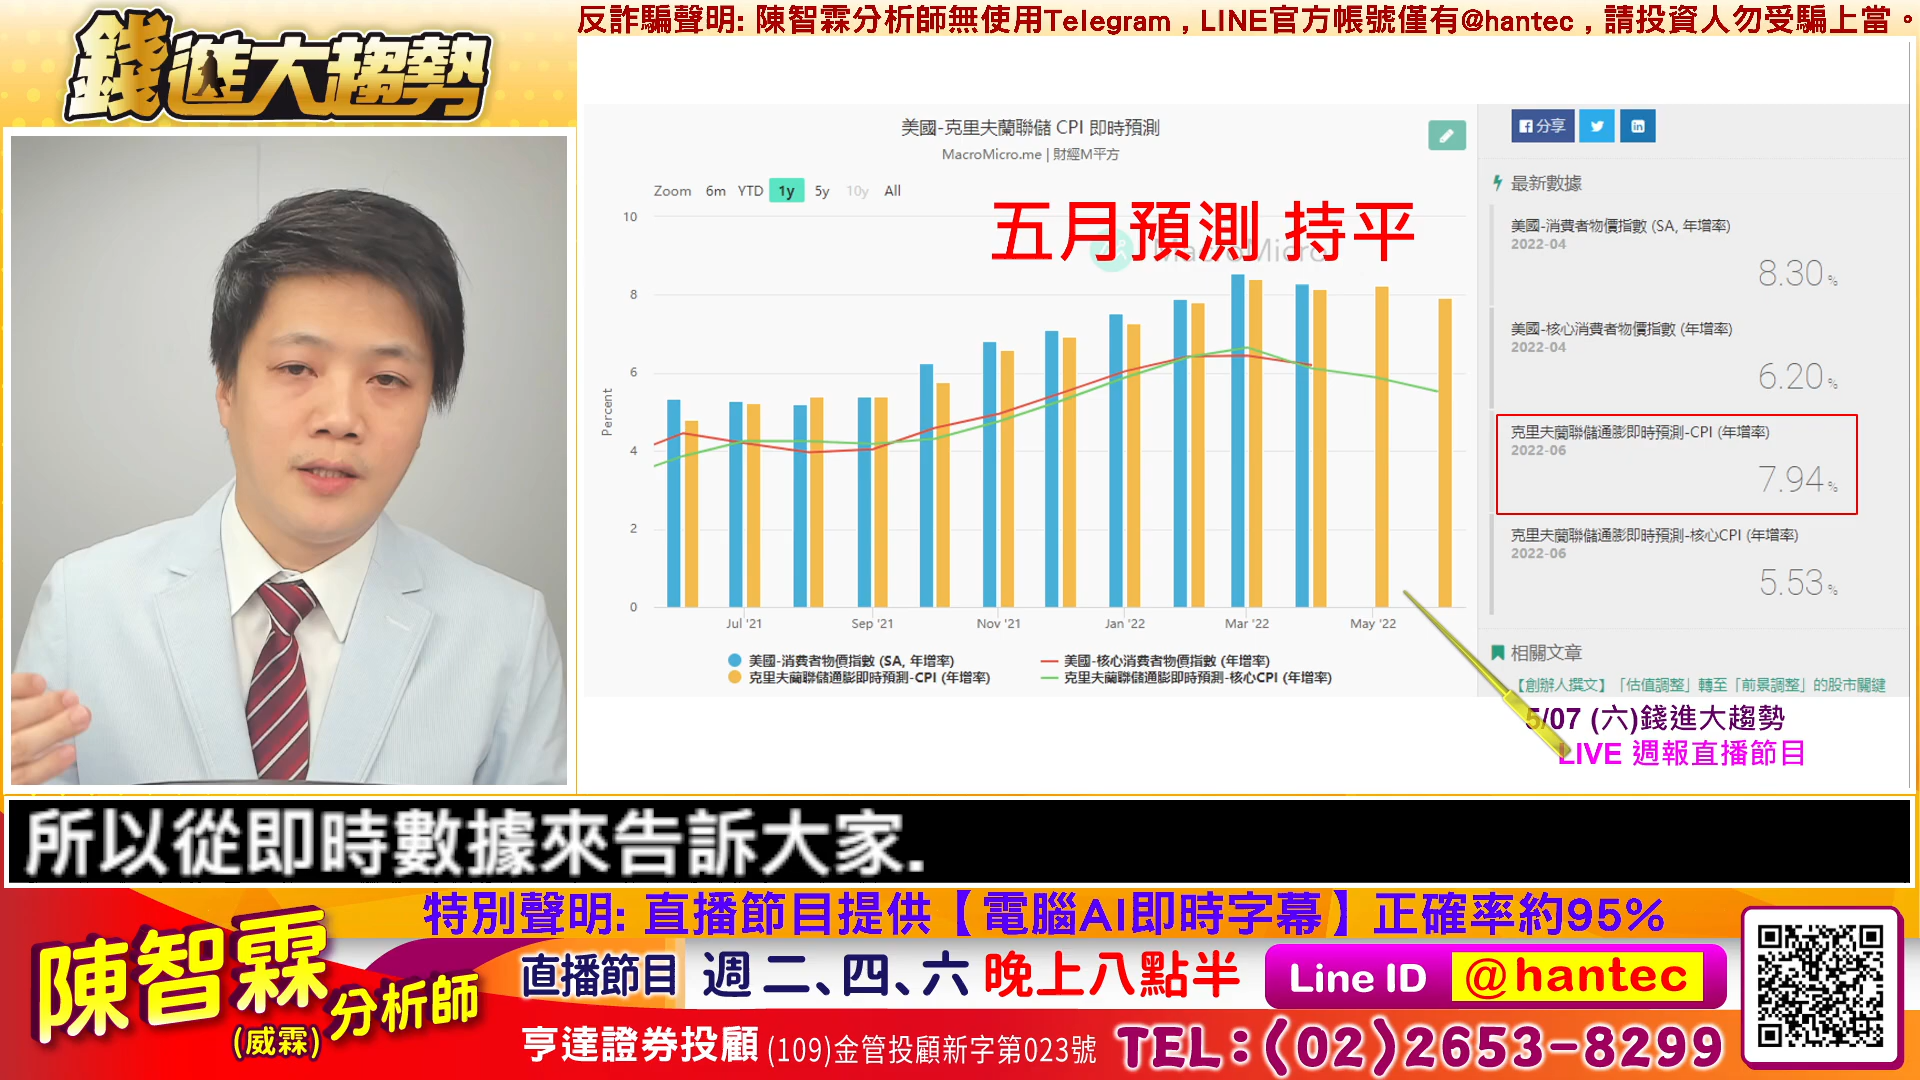 錢進大趨勢
反詐騙聲明: 陳智霖分析師無使用Telegram , LINE官方帳號僅有@hantec , 請投資人勿受騙上當。
美國-克里夫蘭聯儲 CPI 即時預測
MacroMicro.me | 財經M平方
Zoom 6m YTD 1y 5y 10y All
五月預測 持平
MacroMicro
Percent
10
8
6
4
2
0
Jul '21 Sep '21 Nov '21 Jan '22 Mar '22 May '22
美國-消費者物價指數 (SA, 年增率)
美國-核心消費者物價指數 (年增率)
克里夫蘭聯儲通膨即時預測-CPI (年增率)
克里夫蘭聯儲通膨即時預測-核心CPI (年增率)
分享
最新數據
美國-消費者物價指數 (SA, 年增率)
2022-04
8.30 %
美國-核心消費者物價指數 (年增率)
2022-04
6.20 %
克里夫蘭聯儲通膨即時預測-CPI (年增率)
2022-06
7.94 %
克里夫蘭聯儲通膨即時預測-核心CPI (年增率)
2022-06
5.53 %
相關文章
【創辦人撰文】「估值調整」轉至「前景調整」的股市關鍵
5/07 (六)錢進大趨勢
LIVE 週報直播節目
所以從即時數據來告訴大家.
特別聲明: 直播節目提供【電腦AI即時字幕】正確率約95%
陳智霖分析師
(威霖)
直播節目 週二、四、六 晚上八點半
Line ID @hantec
亨達證券投顧 (109)金管投顧新字第023號 TEL:(02)2653-8299